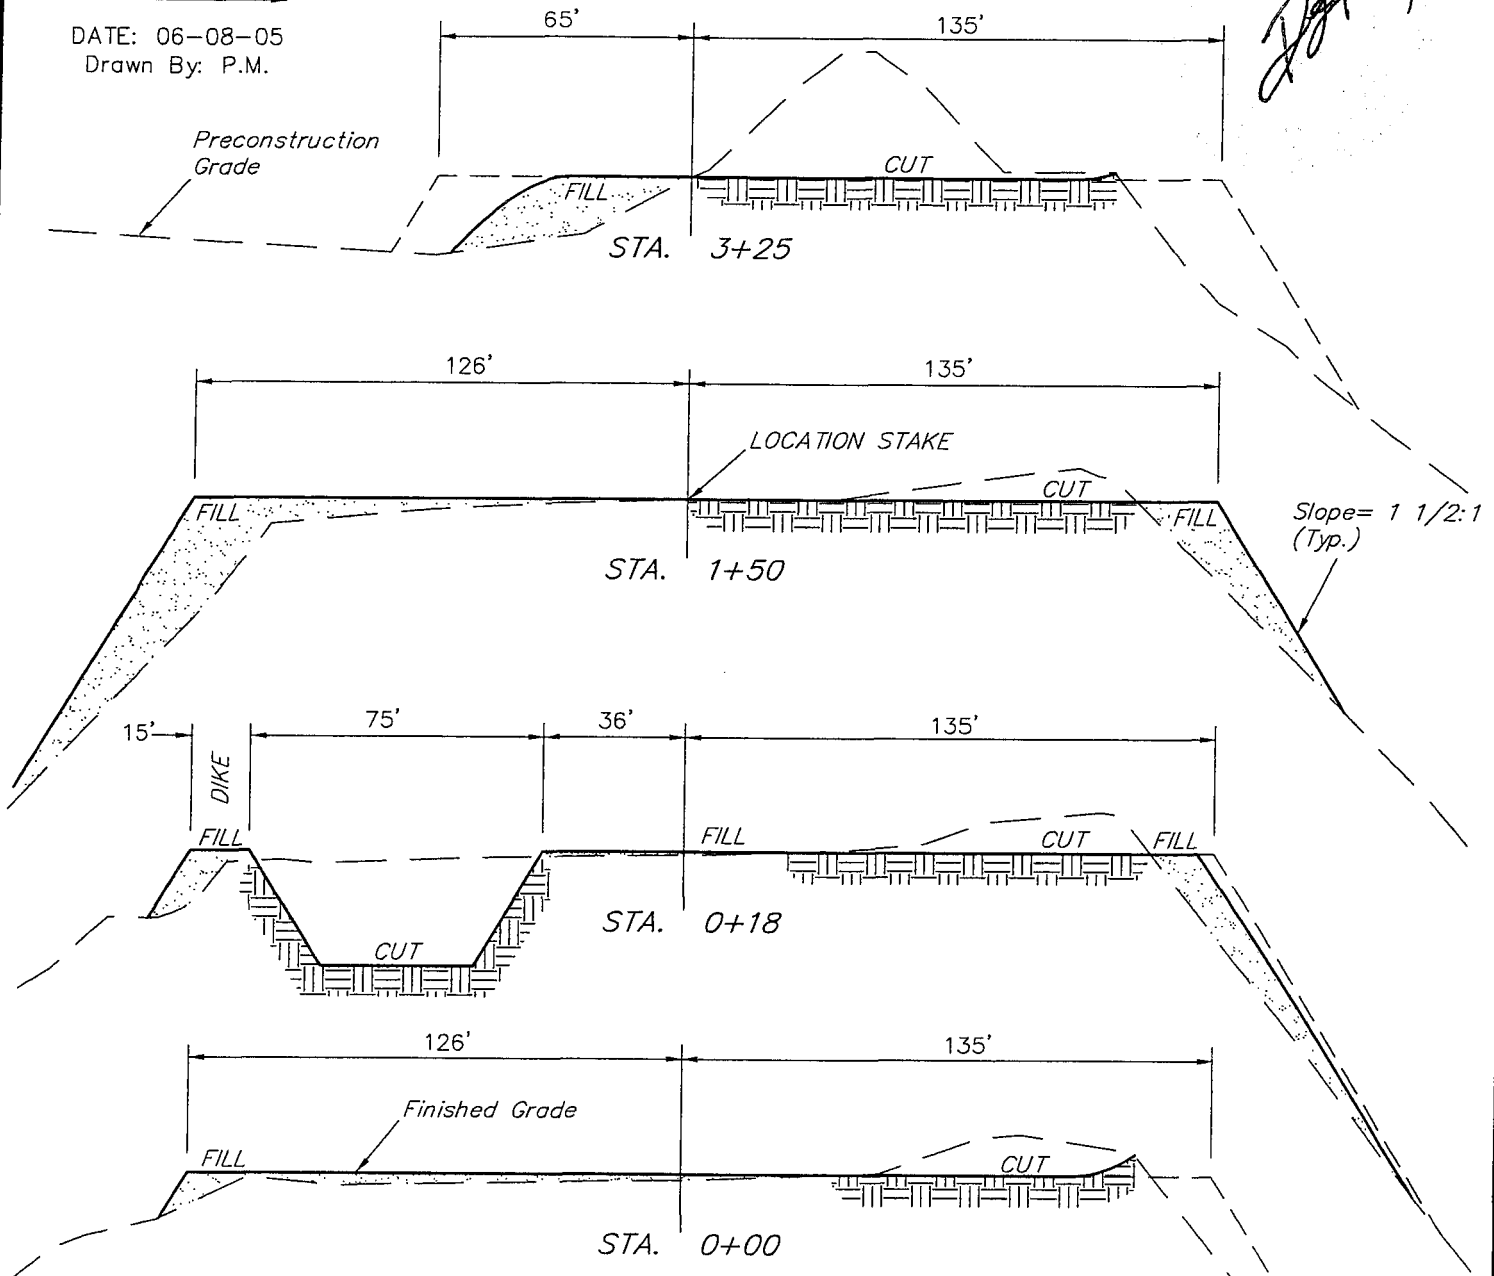 DATE: 06-08-05
Drawn By: P.M.
65' 135'
Preconstruction
Grade
FILL CUT
STA. 3+25
126' 135'
LOCATION STAKE
FILL CUT FILL
Slope= 1 1/2:1
(Typ.)
STA. 1+50
15' 75' 36' 135'
DIKE
FILL FILL CUT FILL
CUT
STA. 0+18
126' 135'
Finished Grade
FILL CUT
STA. 0+00